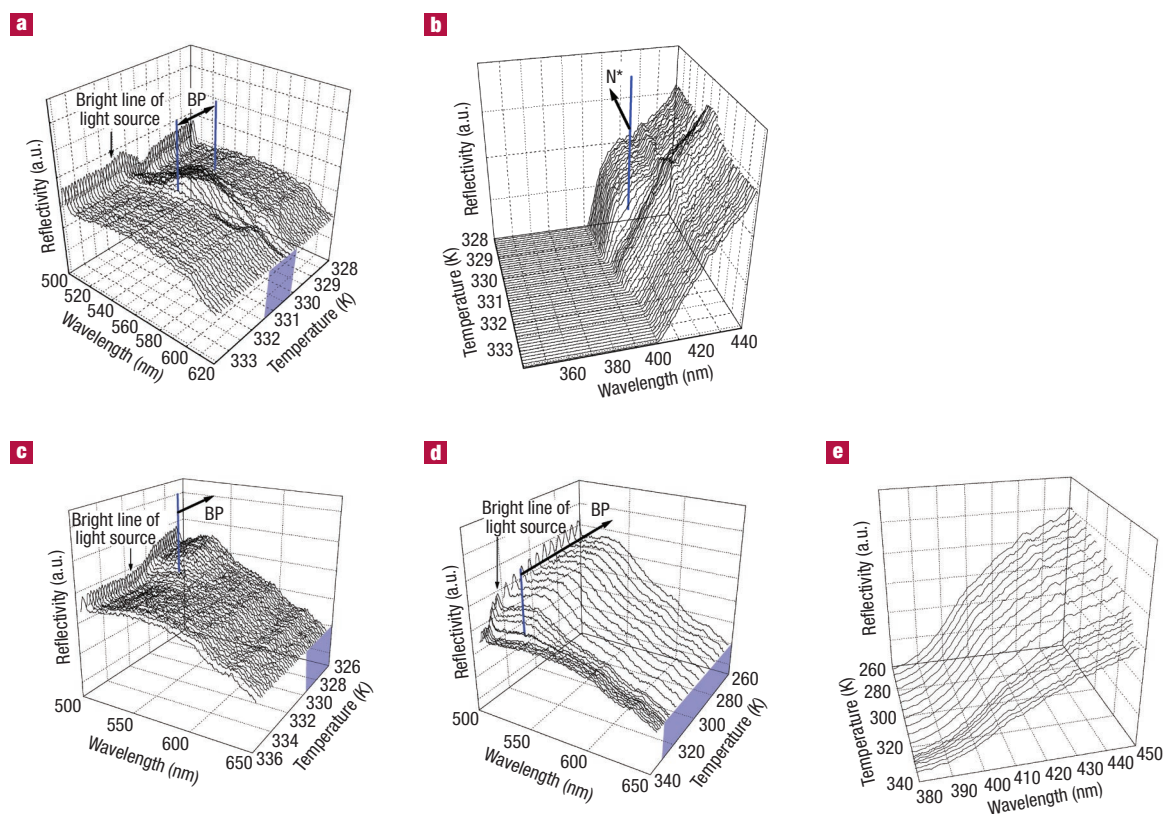 a
Bright line of
light source
BP
Reflectivity (a.u.)
500
520
540
560
580
600
620
Wavelength (nm)
333
332
331
330
329
328
Temperature (K)
b
N*
Reflectivity (a.u.)
328
329
330
331
332
333
Temperature (K)
360
380
400
420
440
Wavelength (nm)
c
Bright line of
light source
BP
Reflectivity (a.u.)
500
550
600
650
Wavelength (nm)
336
334
332
330
328
326
Temperature (K)
d
Bright line of
light source
BP
Reflectivity (a.u.)
500
550
600
650
Wavelength (nm)
340
320
300
280
260
Temperature (K)
e
Reflectivity (a.u.)
260
280
300
320
340
Temperature (K)
380
390
400
410
420
430
440
450
Wavelength (nm)